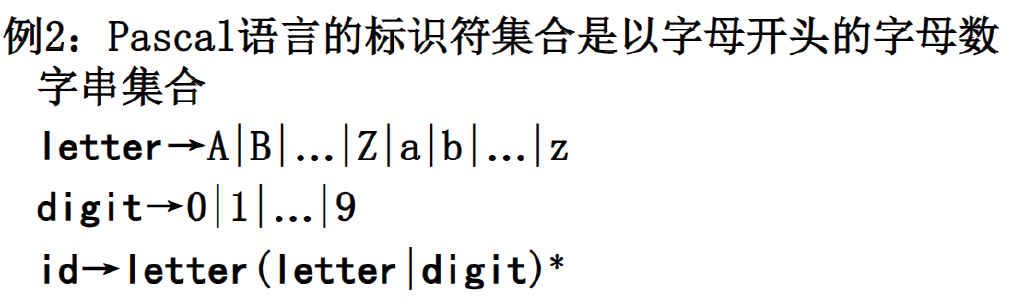 例2：Pascal语言的标识符集合是以字母开头的字母数
字串集合
letter→A|B|…|Z|a|b|…|z
digit→0|1|…|9
id→letter(letter|digit)*